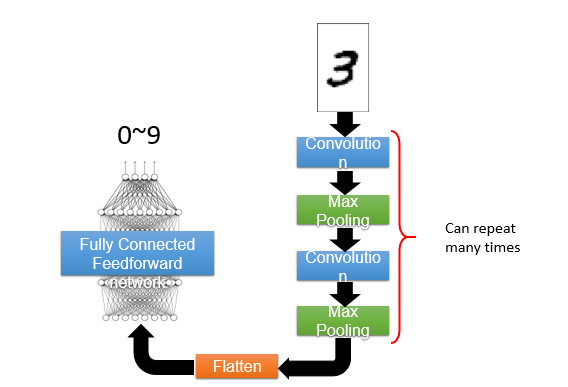 3
0~9
Convolutio
n
Max
Pooling
Convolutio
n
Max
Pooling
Can repeat
many times
Flatten
Fully Connected
Feedforward
network